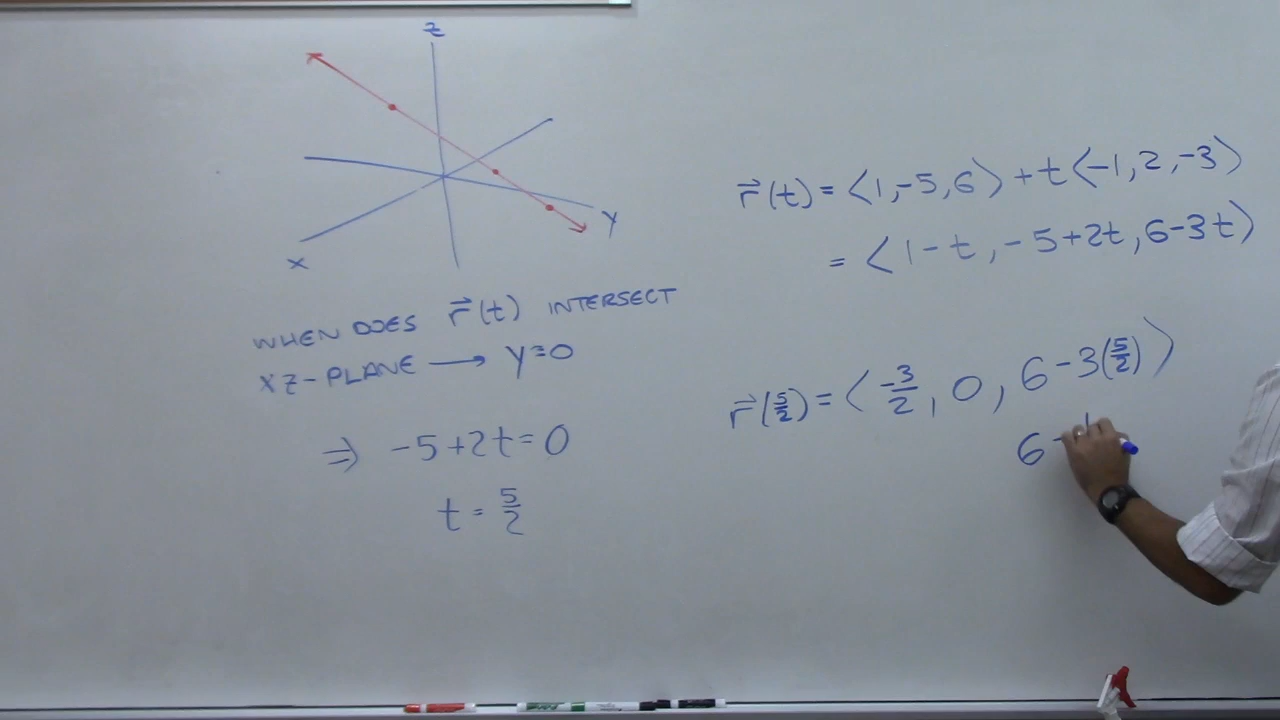 z
y
x
WHEN DOES r⃗(t) INTERSECT
XZ-PLANE → y=0
⇒ -5+2t=0
t = 5/2
r⃗(t) = ⟨1,-5,6⟩ + t⟨-1,2,-3⟩
= ⟨1-t, -5+2t, 6-3t⟩
r⃗(5/2) = ⟨-3/2, 0, 6-3(5/2)⟩
6-